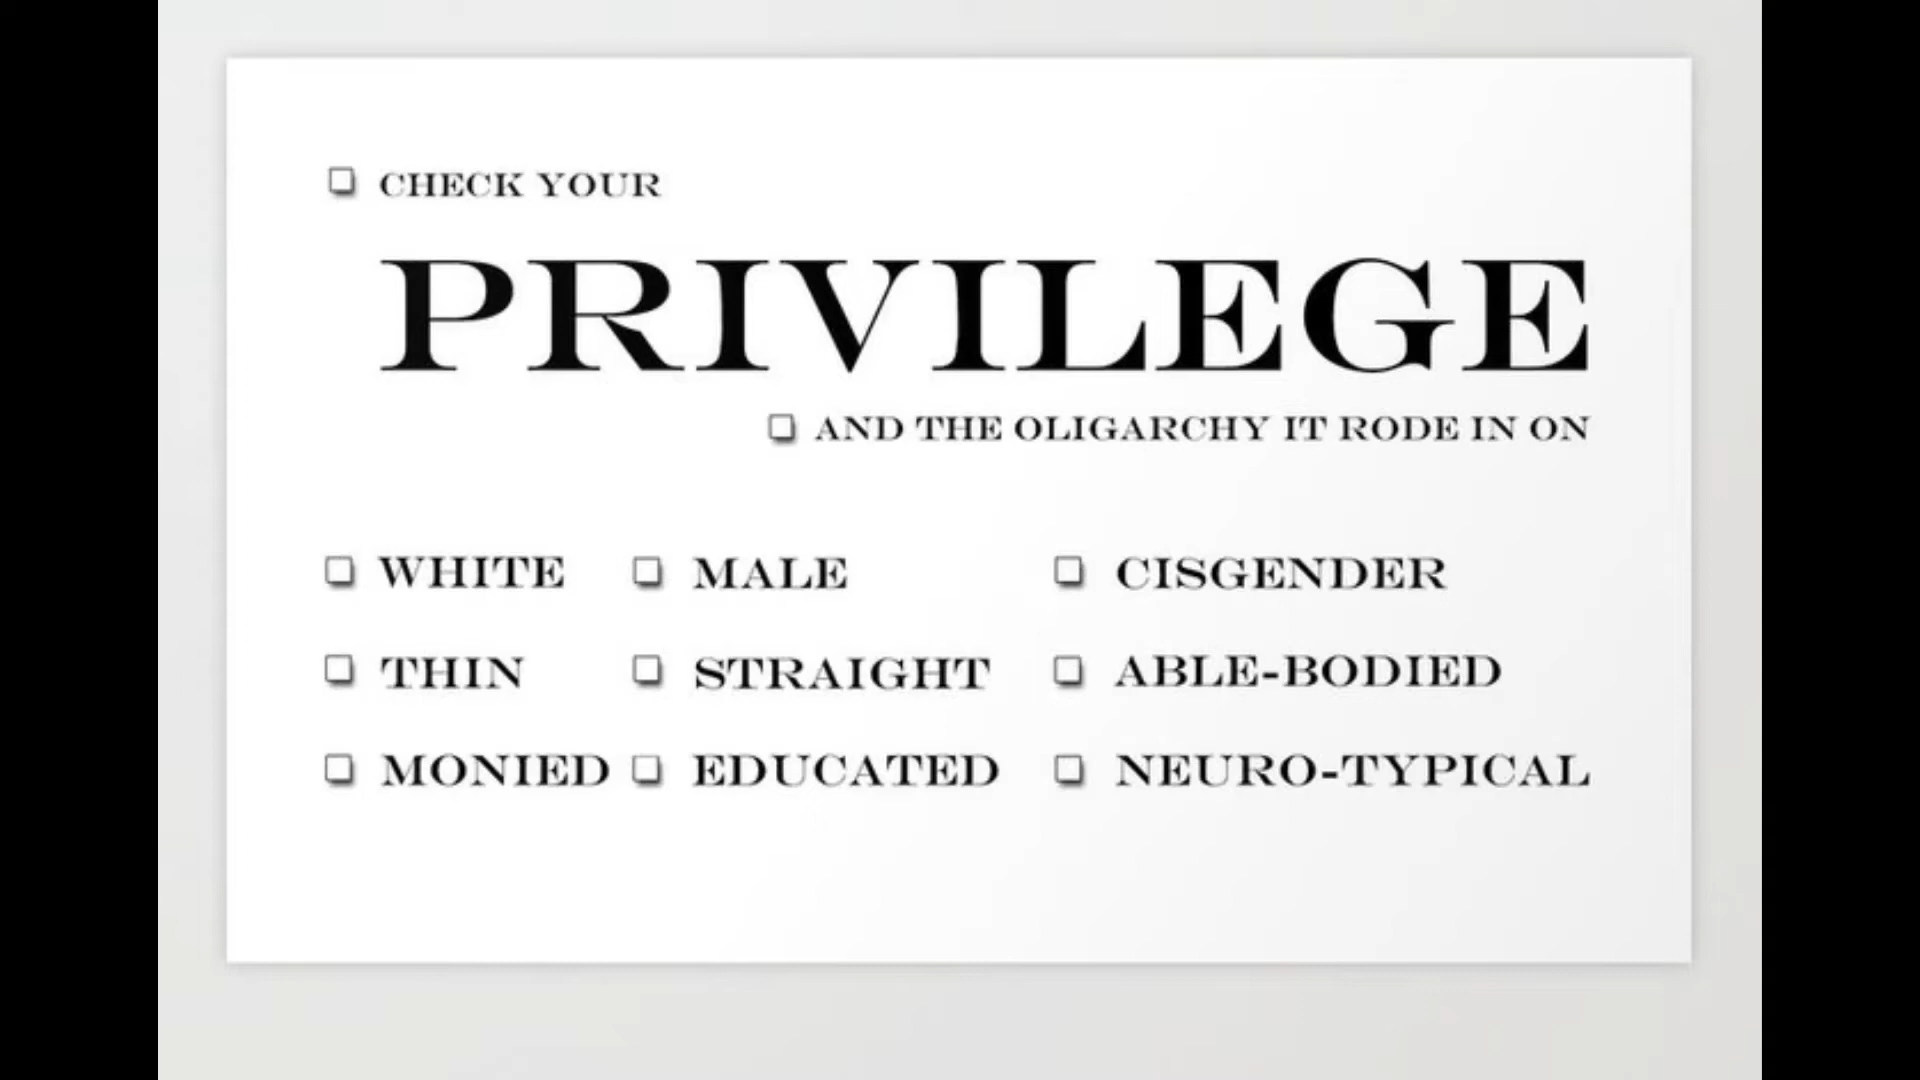 ❏ CHECK YOUR
PRIVILEGE
❏ AND THE OLIGARCHY IT RODE IN ON
❏ WHITE ❏ MALE ❏ CISGENDER
❏ THIN ❏ STRAIGHT ❏ ABLE-BODIED
❏ MONIED ❏ EDUCATED ❏ NEURO-TYPICAL